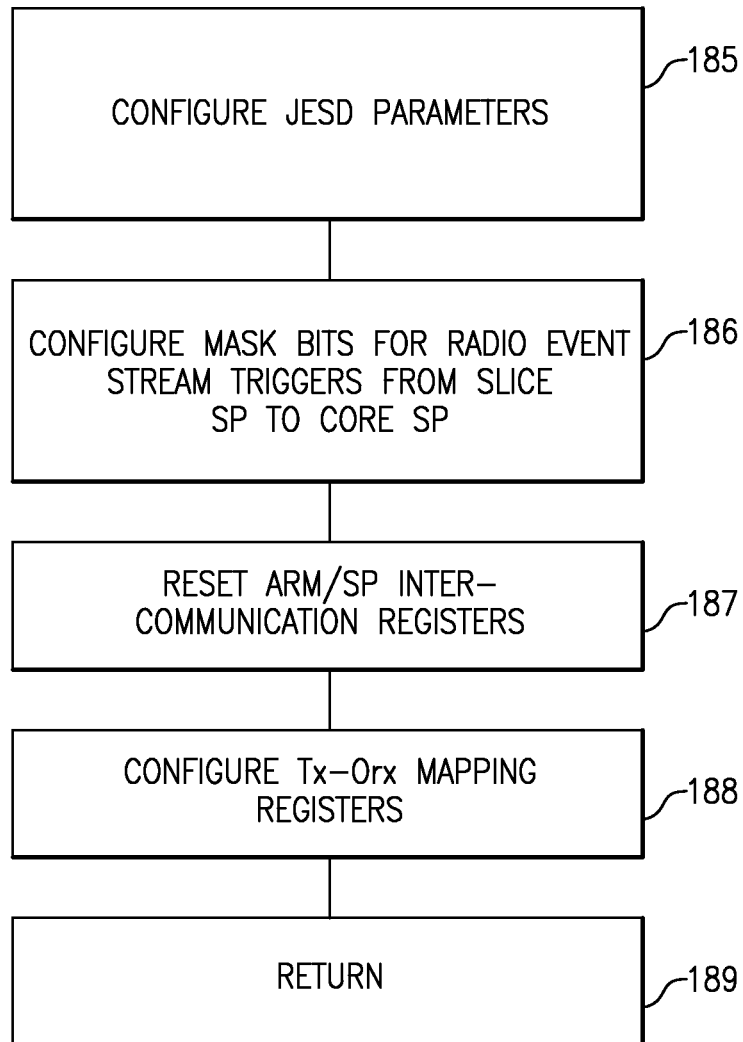 CONFIGURE JESD PARAMETERS
185
CONFIGURE MASK BITS FOR RADIO EVENT
STREAM TRIGGERS FROM SLICE
SP TO CORE SP
186
RESET ARM/SP INTER-
COMMUNICATION REGISTERS
187
CONFIGURE Tx-Orx MAPPING
REGISTERS
188
RETURN
189